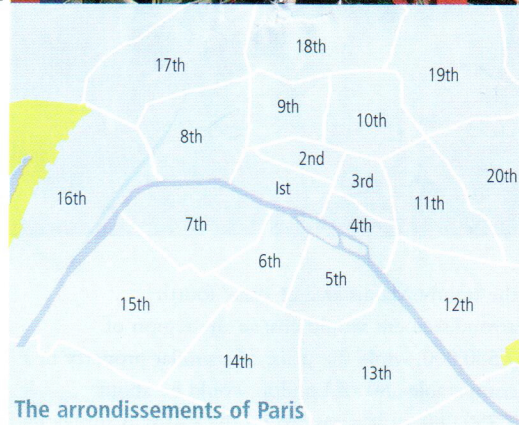 18th
17th
19th
9th
10th
8th
2nd
20th
Ist
3rd
16th
11th
4th
7th
6th
5th
15th
12th
14th
13th
The arrondissements of Paris